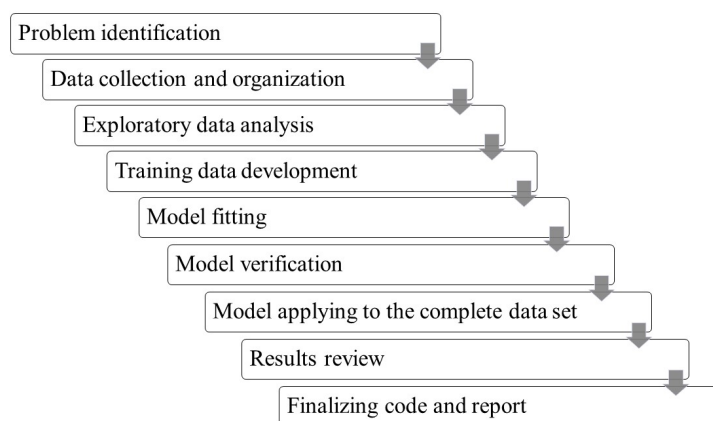 Problem identification
Data collection and organization
Exploratory data analysis
Training data development
Model fitting
Model verification
Model applying to the complete data set
Results review
Finalizing code and report